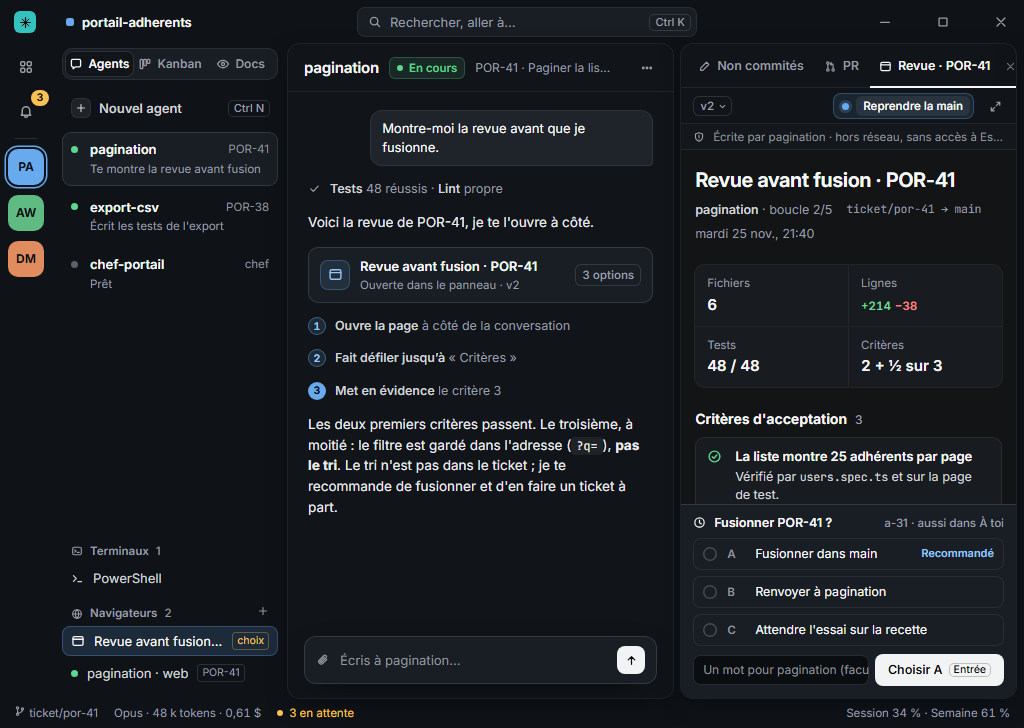 portail-adherents
Rechercher, aller à...
Ctrl K
3
PA
AW
DM
Agents
Kanban
Docs
Nouvel agent
Ctrl N
pagination
POR-41
Te montre la revue avant fusion
export-csv
POR-38
Écrit les tests de l'export
chef-portail
chef
Prêt
Terminaux 1
PowerShell
Navigateurs 2
Revue avant fusion...
choix
pagination · web
POR-41
pagination
En cours
POR-41 · Paginer la lis...
Montre-moi la revue avant que je
fusionne.
Tests 48 réussis · Lint propre
Voici la revue de POR-41, je te l'ouvre à côté.
Revue avant fusion · POR-41
Ouverte dans le panneau · v2
3 options
1 Ouvre la page à côté de la conversation
2 Fait défiler jusqu'à « Critères »
3 Met en évidence le critère 3
Les deux premiers critères passent. Le troisième, à
moitié : le filtre est gardé dans l'adresse ( ?q= ), pas
le tri. Le tri n'est pas dans le ticket ; je te
recommande de fusionner et d'en faire un ticket à
part.
Écris à pagination...
Non commités
PR
Revue · POR-41
v2
Reprendre la main
Écrite par pagination · hors réseau, sans accès à Es...
Revue avant fusion · POR-41
pagination · boucle 2/5
ticket/por-41 → main
mardi 25 nov., 21:40
Fichiers
6
Lignes
+214 −38
Tests
48 / 48
Critères
2 + ½ sur 3
Critères d'acceptation 3
La liste montre 25 adhérents par page
Vérifié par users.spec.ts et sur la page
de test.
Fusionner POR-41 ?
a-31 · aussi dans À toi
A Fusionner dans main
Recommandé
B Renvoyer à pagination
C Attendre l'essai sur la recette
Un mot pour pagination (facu
Choisir A
Entrée
ticket/por-41
Opus · 48 k tokens · 0,61 $
3 en attente
Session 34 % · Semaine 61 %